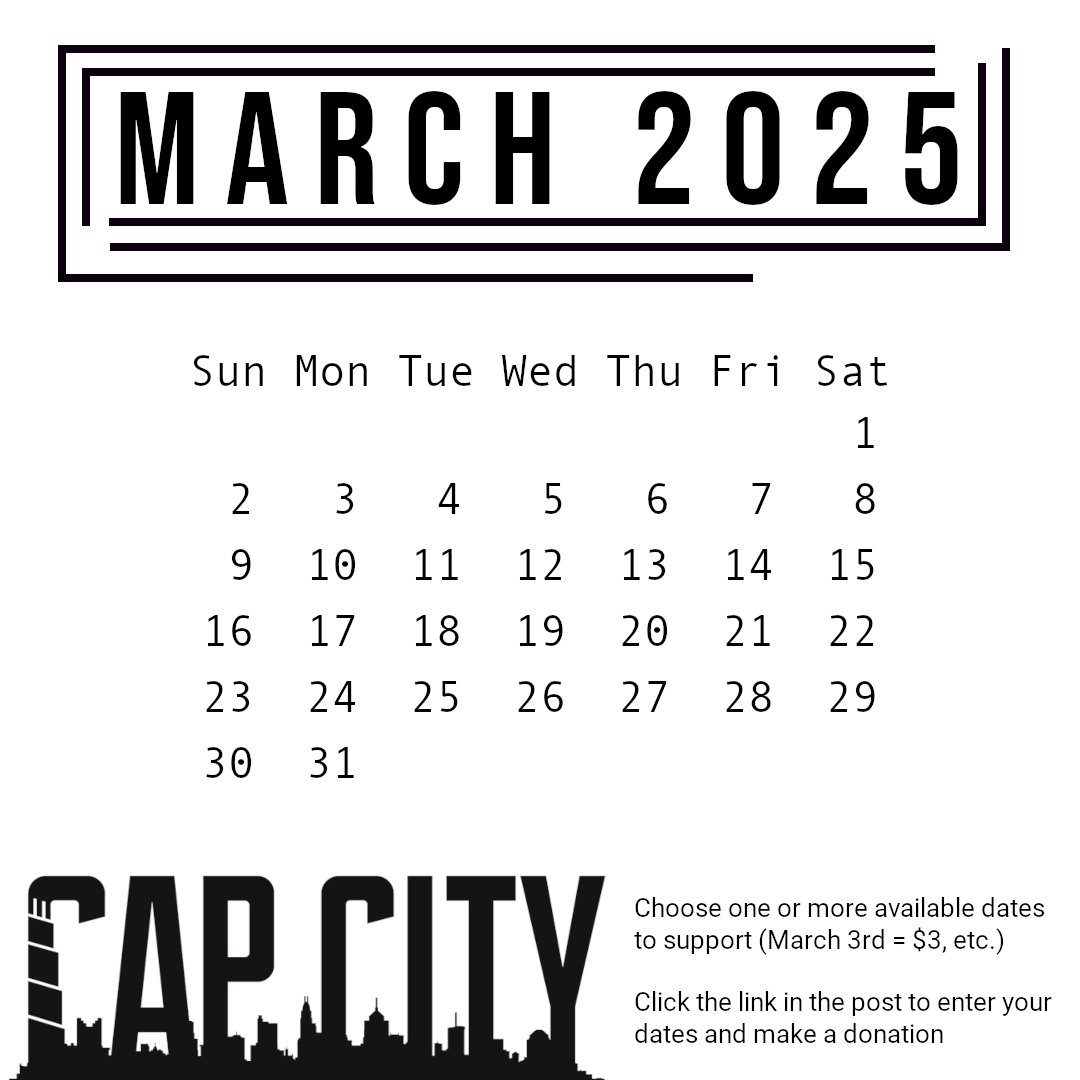 MARCH 2025
Sun Mon Tue Wed Thu Fri Sat
1
2 3 4 5 6 7 8
9 10 11 12 13 14 15
16 17 18 19 20 21 22
23 24 25 26 27 28 29
30 31
CAP CITY
Choose one or more available dates
to support (March 3rd = $3, etc.)
Click the link in the post to enter your
dates and make a donation